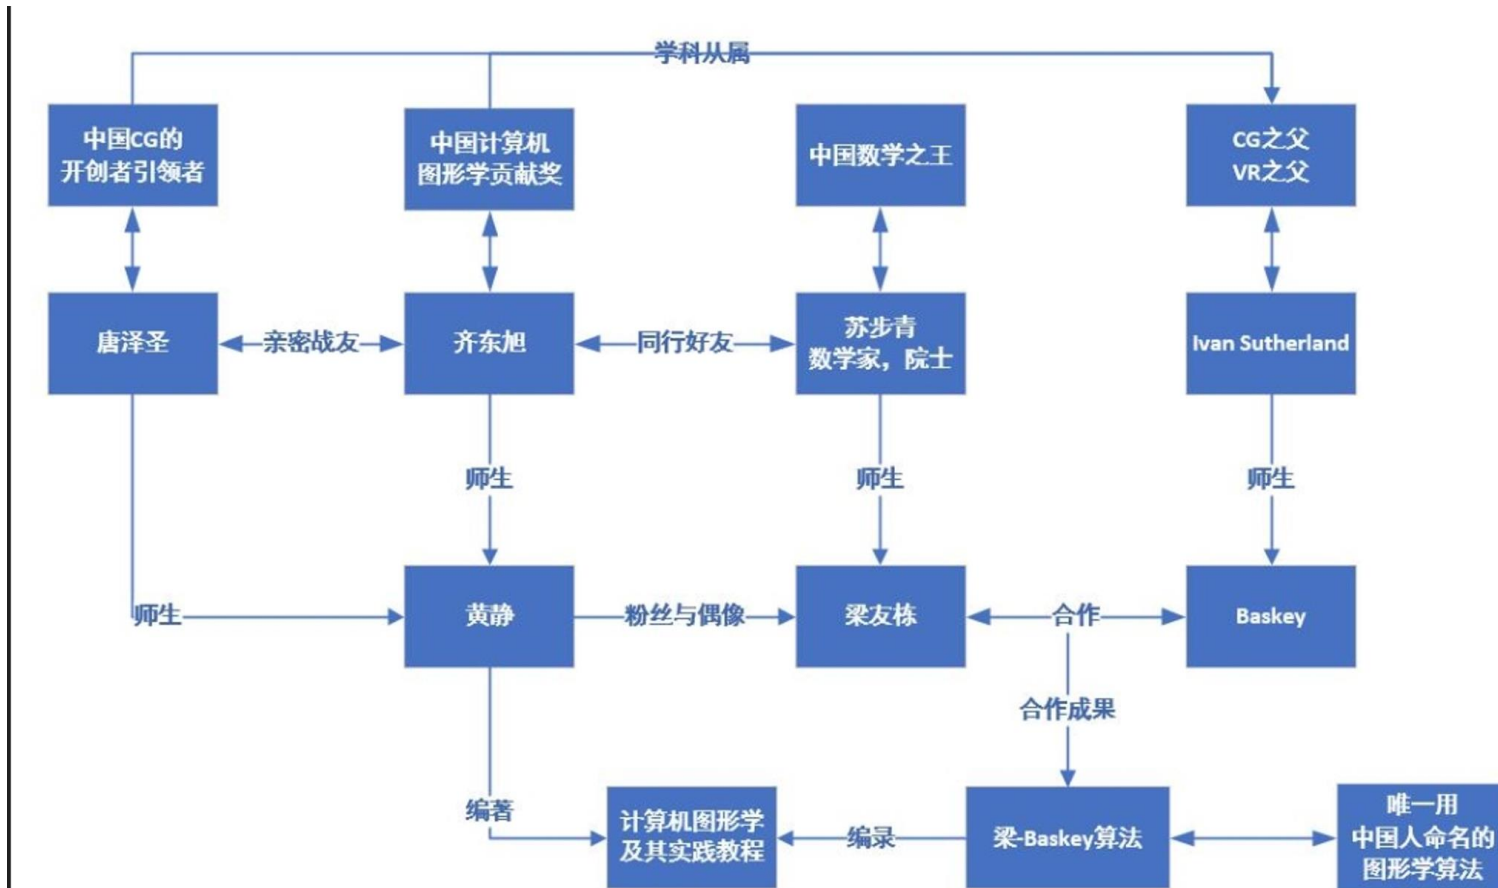 学科从属
中国CG的
开创者引领者
中国计算机
图形学贡献奖
中国数学之王
CG之父
VR之父
唐泽圣
亲密战友
齐东旭
同行好友
苏步青
数学家，院士
Ivan Sutherland
师生
师生
师生
师生
黄静
粉丝与偶像
梁友栋
合作
Baskey
合作成果
编著
计算机图形学
及其实践教程
编录
梁-Baskey算法
唯一用
中国人命名的
图形学算法